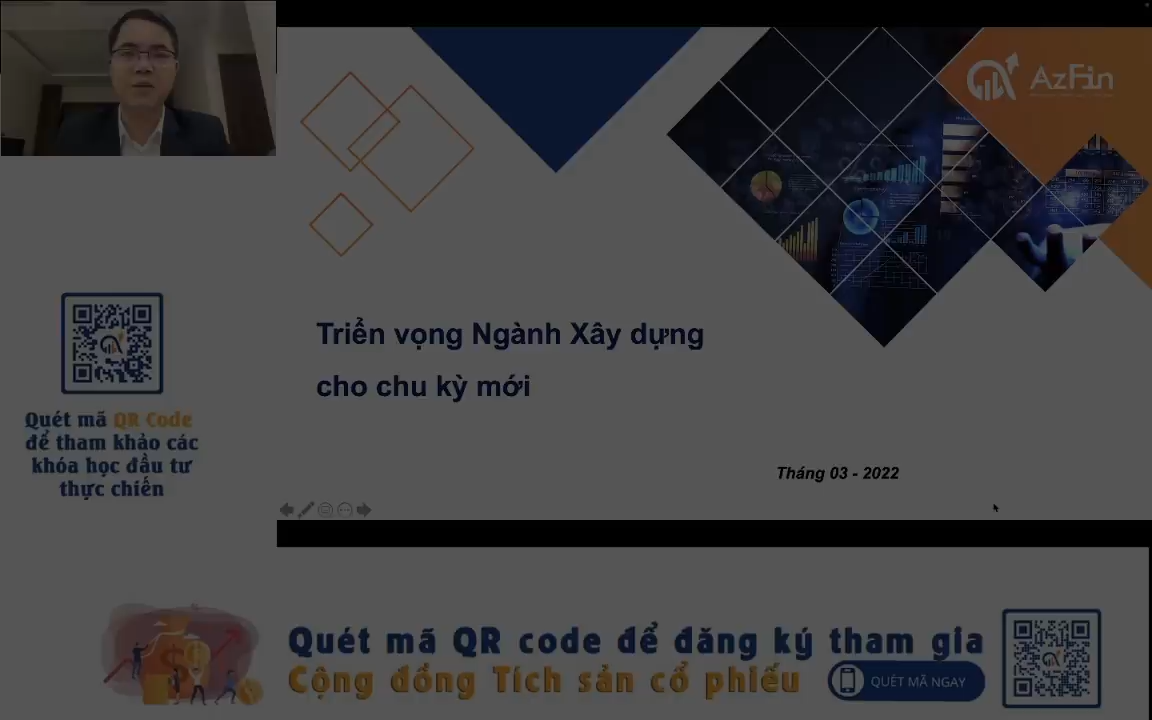 AzFin
Triển vọng Ngành Xây dựng
cho chu kỳ mới
Tháng 03 - 2022
Quét mã QR Code
để tham khảo các
khóa học đầu tư
thực chiến
Quét mã QR code để đăng ký tham gia
Cộng đồng Tích sản cổ phiếu
QUÉT MÃ NGAY